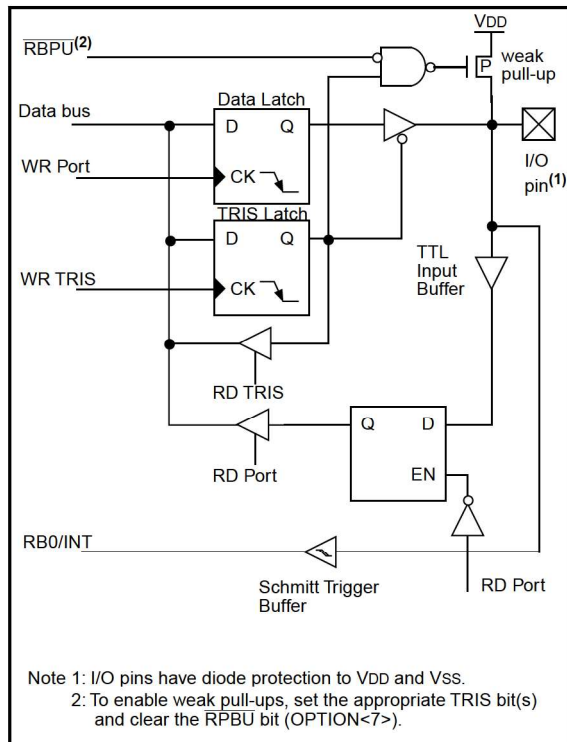 VDD
RBPU(2)
weak
pull-up
P
Data bus
Data Latch
D Q
I/O
pin(1)
WR Port
CK
TRIS Latch
D Q
TTL
Input
Buffer
WR TRIS
CK
RD TRIS
Q D
RD Port
EN
RB0/INT
Schmitt Trigger
Buffer
RD Port
Note 1: I/O pins have diode protection to VDD and VSS.
2: To enable weak pull-ups, set the appropriate TRIS bit(s)
and clear the RPBU bit (OPTION<7>).